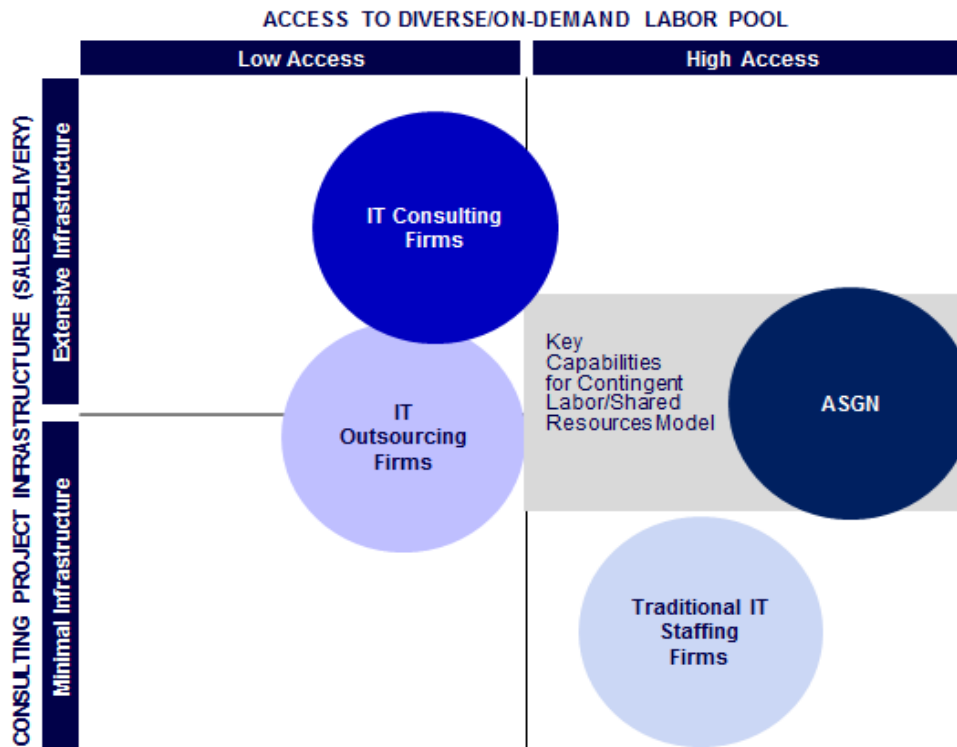 ACCESS TO DIVERSE/ON-DEMAND LABOR POOL
Low Access
High Access
CONSULTING PROJECT INFRASTRUCTURE (SALES/DELIVERY)
Extensive Infrastructure
Minimal Infrastructure
IT Consulting
Firms
IT
Outsourcing
Firms
Key
Capabilities
for Contingent
Labor/Shared
Resources Model
ASGN
Traditional IT
Staffing
Firms